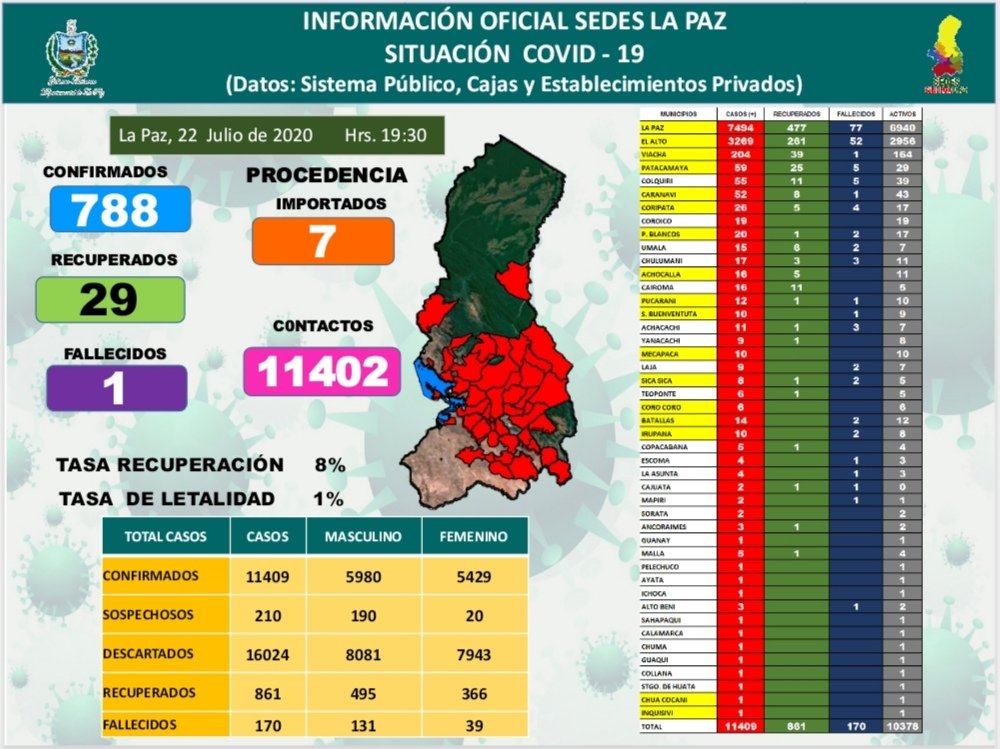 INFORMACIÓN OFICIAL SEDES LA PAZ
SITUACIÓN COVID - 19
(Datos: Sistema Público, Cajas y Establecimientos Privados)
La Paz, 22 Julio de 2020 Hrs. 19:30
CONFIRMADOS
788
RECUPERADOS
29
FALLECIDOS
1
PROCEDENCIA
IMPORTADOS
7
C0NTACTOS
11402
TASA RECUPERACIÓN 8%
TASA DE LETALIDAD 1%
TOTAL CASOS CASOS MASCULINO FEMENINO
CONFIRMADOS 11409 5980 5429
SOSPECHOSOS 210 190 20
DESCARTADOS 16024 8081 7943
RECUPERADOS 861 495 366
FALLECIDOS 170 131 39
MUNICIPIOS CASOS (+) RECUPERADOS FALLECIDOS ACTIVOS
LA PAZ 7494 477 77 6940
EL ALTO 3269 261 52 2956
VIACHA 204 39 1 164
PATACAMAYA 59 25 5 29
COLQUIRI 55 11 5 39
CARANAVI 52 8 1 43
CORIPATA 26 5 4 17
COROICO 19 19
P. BLANCOS 20 1 2 17
UMALA 15 6 2 7
CHULUMANI 17 3 3 11
ACHOCALLA 16 5 11
CAIROMA 16 11 5
PUCARANI 12 1 1 10
S. BUENVENTUTA 10 1 9
ACHACACHI 11 1 3 7
YANACACHI 9 1 8
MECAPACA 10 10
LAJA 9 2 7
SICA SICA 8 1 2 5
TEOPONTE 6 1 5
CORO CORO 6 6
BATALLAS 14 2 12
IRUPANA 10 2 8
COPACABANA 5 1 4
ESCOMA 4 1 3
LA ASUNTA 4 1 3
CAJUATA 2 1 1 0
MAPIRI 2 1 1
SORATA 2 2
ANCORAIMES 3 1 2
GUANAY 1 1
MALLA 5 1 4
PELECHUCO 1 1
AYATA 1 1
ICHOCA 1 1
ALTO BENI 3 1 2
SAHAPAQUI 1 1
CALAMARCA 1 1
CHUMA 1 1
GUAQUI 1 1
COLLANA 1 1
STGO. DE HUATA 1 1
CHUA COCANI 1 1
INQUISIVI 1 1
TOTAL 11409 861 170 10378